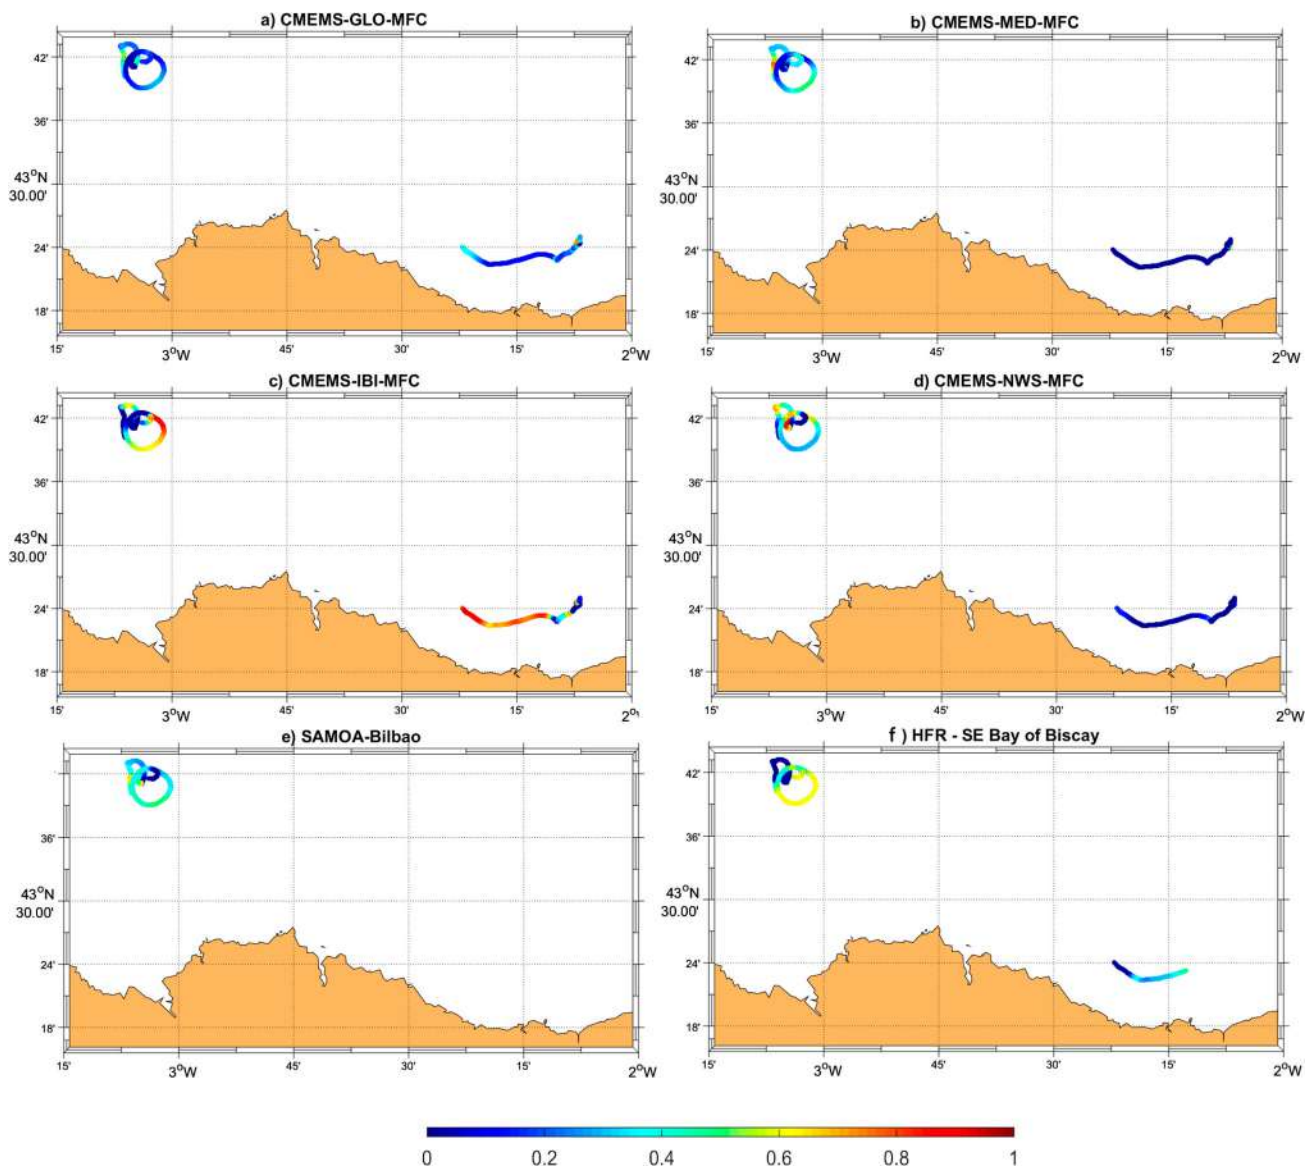 a) CMEMS-GLO-MFC
42'
36'
43°N
30.00'
24'
18'
15' 3°W 45' 30' 15' 2°W
b) CMEMS-MED-MFC
42'
36'
43°N
30.00'
24'
18'
15' 3°W 45' 30' 15' 2°W
c) CMEMS-IBI-MFC
42'
36'
43°N
30.00'
24'
18'
15' 3°W 45' 30' 15' 2°
d) CMEMS-NWS-MFC
42'
36'
43°N
30.00'
24'
18'
15' 3°W 45' 30' 15' 2°W
e) SAMOA-Bilbao
36'
43°N
30.00'
24'
18'
15' 3°W 45' 30' 15' 2°W
f ) HFR - SE Bay of Biscay
42'
36'
43°N
30.00'
24'
18'
15' 3°W 45' 30' 15' 2°W
0 0.2 0.4 0.6 0.8 1